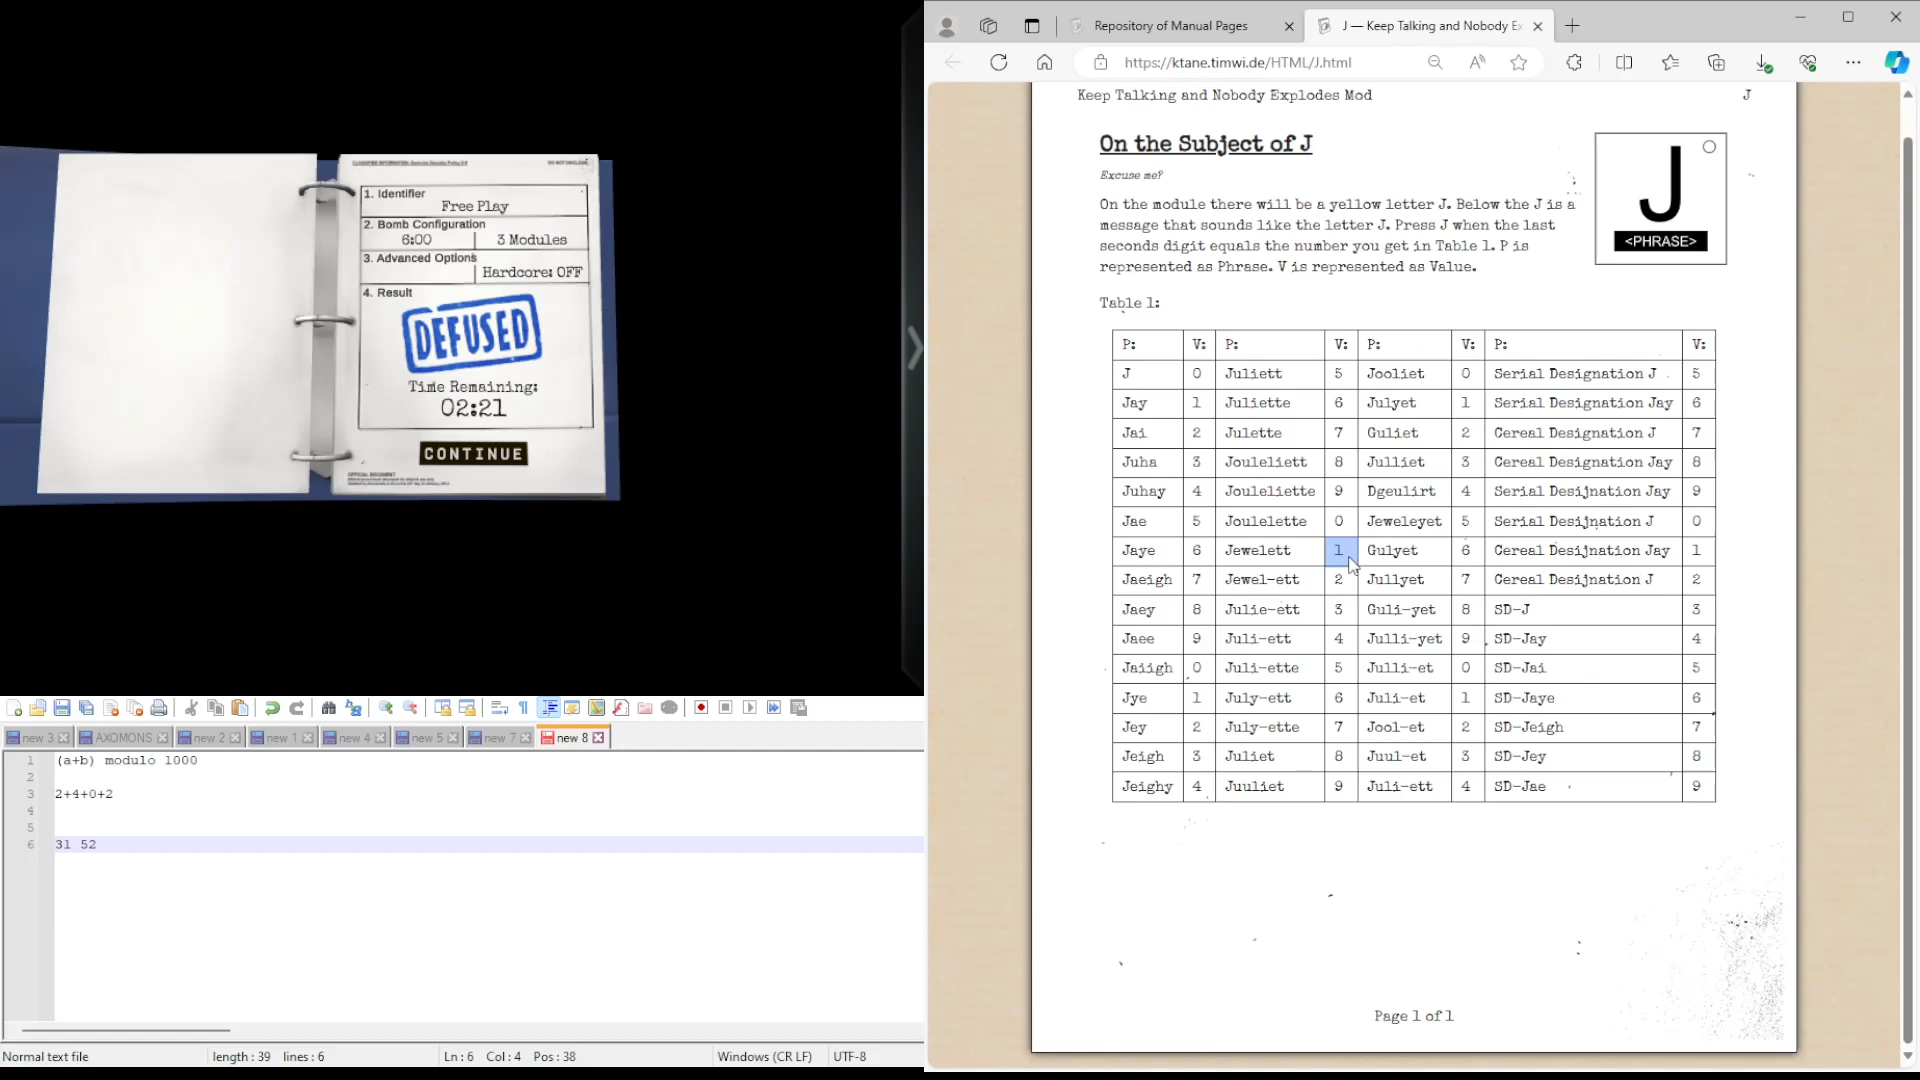 1. Identifier
Free Play
2. Bomb Configuration
6:00 3 Modules
3. Advanced Options
Hardcore: OFF
4. Result
DEFUSED
Time Remaining:
02:21
CONTINUE
new 3 AXOMONS new 2 new 1 new 4 new 5 new 7 new 8
1 (a+b) modulo 1000
2
3 2+4+0+2
4
5
6 31 52
Normal text file length : 39 lines : 6 Ln : 6 Col : 4 Pos : 38 Windows (CR LF) UTF-8
Repository of Manual Pages J — Keep Talking and Nobody Ex
https://ktane.timwi.de/HTML/J.html
Keep Talking and Nobody Explodes Mod J
On the Subject of J
Excuse me?
On the module there will be a yellow letter J. Below the J is a
message that sounds like the letter J. Press J when the last
seconds digit equals the number you get in Table 1. P is
represented as Phrase. V is represented as Value.
J
<PHRASE>
Table 1:
P: V: P: V: P: V: P: V:
J 0 Juliett 5 Jooliet 0 Serial Designation J 5
Jay 1 Juliette 6 Julyet 1 Serial Designation Jay 6
Jai 2 Julette 7 Guliet 2 Cereal Designation J 7
Juha 3 Jouleliett 8 Julliet 3 Cereal Designation Jay 8
Juhay 4 Jouleliette 9 Dgeulirt 4 Serial Desijnation Jay 9
Jae 5 Joulelette 0 Jeweleyet 5 Serial Desijnation J 0
Jaye 6 Jewelett 1 Gulyet 6 Cereal Desijnation Jay 1
Jaeigh 7 Jewel-ett 2 Jullyet 7 Cereal Desijnation J 2
Jaey 8 Julie-ett 3 Guli-yet 8 SD-J 3
Jaee 9 Juli-ett 4 Julli-yet 9 SD-Jay 4
Jaiigh 0 Juli-ette 5 Julli-et 0 SD-Jai 5
Jye 1 July-ett 6 Juli-et 1 SD-Jaye 6
Jey 2 July-ette 7 Jool-et 2 SD-Jeigh 7
Jeigh 3 Juliet 8 Juul-et 3 SD-Jey 8
Jeighy 4 Juuliet 9 Juli-ett 4 SD-Jae 9
Page 1 of 1